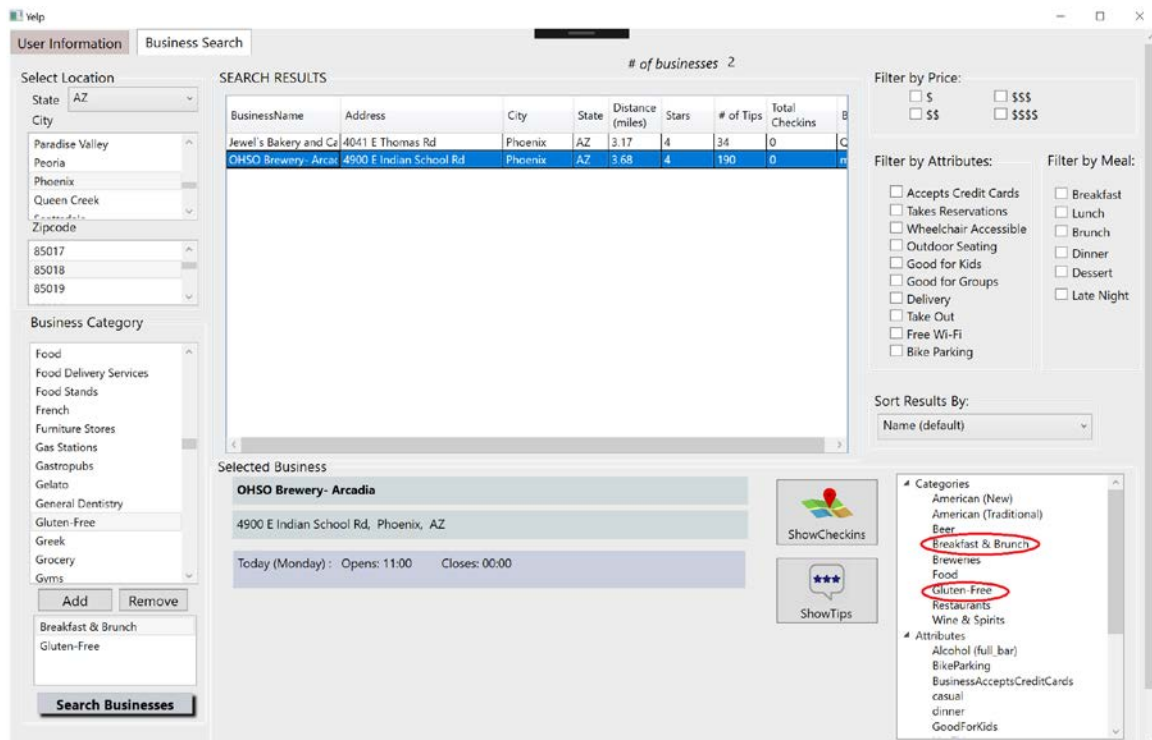 Yelp
User Information Business Search
# of businesses 2
Select Location
State AZ
City
Paradise Valley
Peoria
Phoenix
Queen Creek
Zipcode
85017
85018
85019
Business Category
Food
Food Delivery Services
Food Stands
French
Furniture Stores
Gas Stations
Gastropubs
Gelato
General Dentistry
Gluten-Free
Greek
Grocery
Gyms
Add Remove
Breakfast & Brunch
Gluten-Free
Search Businesses
SEARCH RESULTS
BusinessName Address City State Distance (miles) Stars # of Tips Total Checkins
Jewel's Bakery and Ca 4041 E Thomas Rd Phoenix AZ 3.17 4 34 0
OHSO Brewery- Arcad 4900 E Indian School Rd Phoenix AZ 3.68 4 190 0
Filter by Price:
$ $$$
$$ $$$$
Filter by Attributes:
Accepts Credit Cards
Takes Reservations
Wheelchair Accessible
Outdoor Seating
Good for Kids
Good for Groups
Delivery
Take Out
Free Wi-Fi
Bike Parking
Filter by Meal:
Breakfast
Lunch
Brunch
Dinner
Dessert
Late Night
Sort Results By:
Name (default)
Selected Business
OHSO Brewery- Arcadia
4900 E Indian School Rd, Phoenix, AZ
Today (Monday) : Opens: 11:00 Closes: 00:00
ShowCheckins
ShowTips
Categories
American (New)
American (Traditional)
Beer
Breakfast & Brunch
Breweries
Food
Gluten-Free
Restaurants
Wine & Spirits
Attributes
Alcohol (full_bar)
BikeParking
BusinessAcceptsCreditCards
casual
dinner
GoodForKids